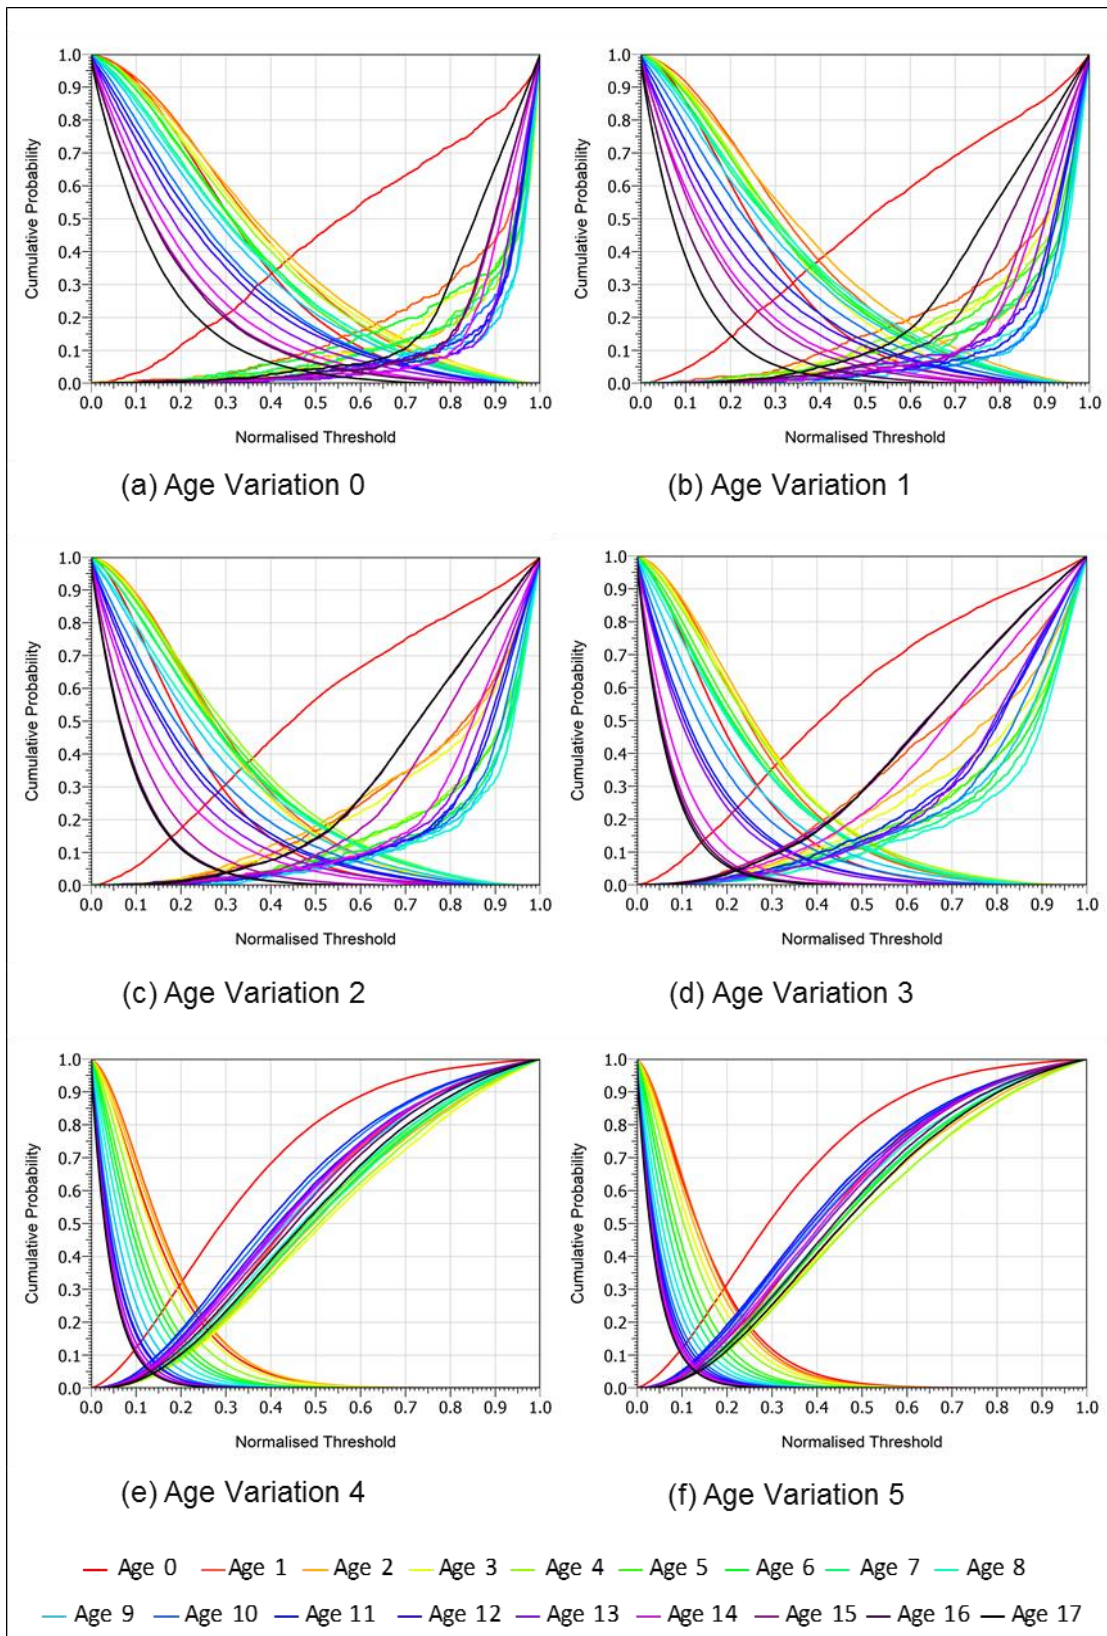 1.0 1.0
0.9 0.9
0.8 0.8
0.7 0.7
0.6 0.6
0.5 0.5
0.4 0.4
0.3 0.3
0.2 0.2
0.1 0.1
0.0 0.0
Cumulative Probability Cumulative Probability
0.0 0.1 0.2 0.3 0.4 0.5 0.6 0.7 0.8 0.9 1.0 0.0 0.1 0.2 0.3 0.4 0.5 0.6 0.7 0.8 0.9 1.0
Normalised Threshold Normalised Threshold
(a) Age Variation 0 (b) Age Variation 1
1.0 1.0
0.9 0.9
0.8 0.8
0.7 0.7
0.6 0.6
0.5 0.5
0.4 0.4
0.3 0.3
0.2 0.2
0.1 0.1
0.0 0.0
Cumulative Probability Cumulative Probability
0.0 0.1 0.2 0.3 0.4 0.5 0.6 0.7 0.8 0.9 1.0 0.0 0.1 0.2 0.3 0.4 0.5 0.6 0.7 0.8 0.9 1.0
Normalised Threshold Normalised Threshold
(c) Age Variation 2 (d) Age Variation 3
1.0 1.0
0.9 0.9
0.8 0.8
0.7 0.7
0.6 0.6
0.5 0.5
0.4 0.4
0.3 0.3
0.2 0.2
0.1 0.1
0.0 0.0
Cumulative Probability Cumulative Probability
0.0 0.1 0.2 0.3 0.4 0.5 0.6 0.7 0.8 0.9 1.0 0.0 0.1 0.2 0.3 0.4 0.5 0.6 0.7 0.8 0.9 1.0
Normalised Threshold Normalised Threshold
(e) Age Variation 4 (f) Age Variation 5
Age 0 Age 1 Age 2 Age 3 Age 4 Age 5 Age 6 Age 7 Age 8
Age 9 Age 10 Age 11 Age 12 Age 13 Age 14 Age 15 Age 16 Age 17